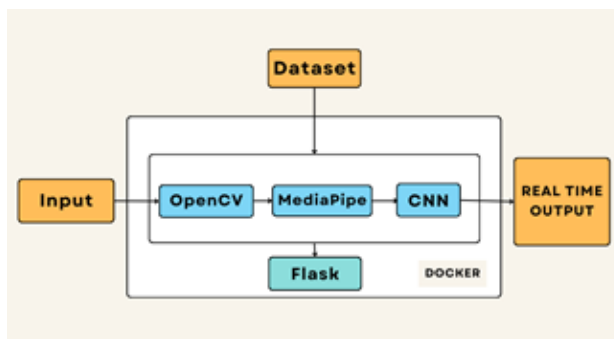 Dataset
Input
OpenCV
MediaPipe
CNN
REAL TIME
OUTPUT
Flask
DOCKER